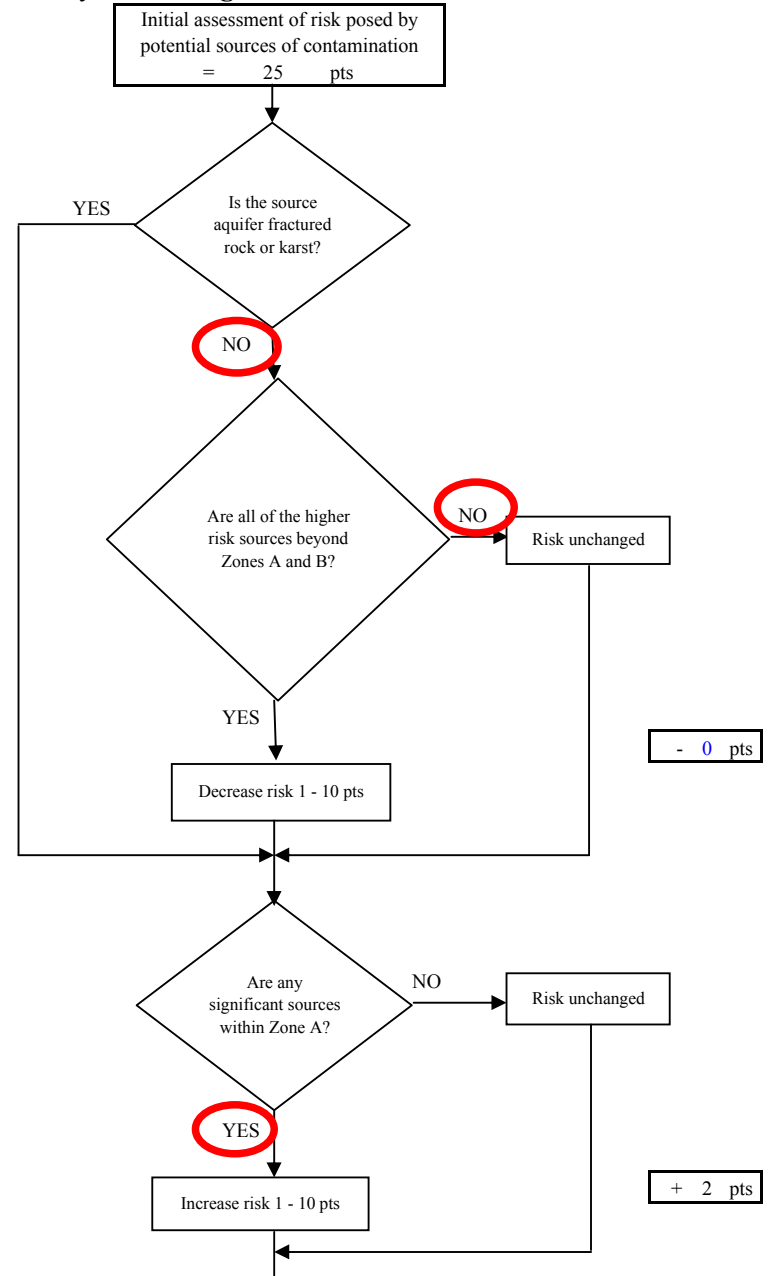 Initial assessment of risk posed by
potential sources of contamination
= 25 pts
YES
Is the source
aquifer fractured
rock or karst?
NO
Are all of the higher
risk sources beyond
Zones A and B?
NO
Risk unchanged
YES
- 0 pts
Decrease risk 1 - 10 pts
Are any
significant sources
within Zone A?
NO
Risk unchanged
YES
Increase risk 1 - 10 pts
+ 2 pts